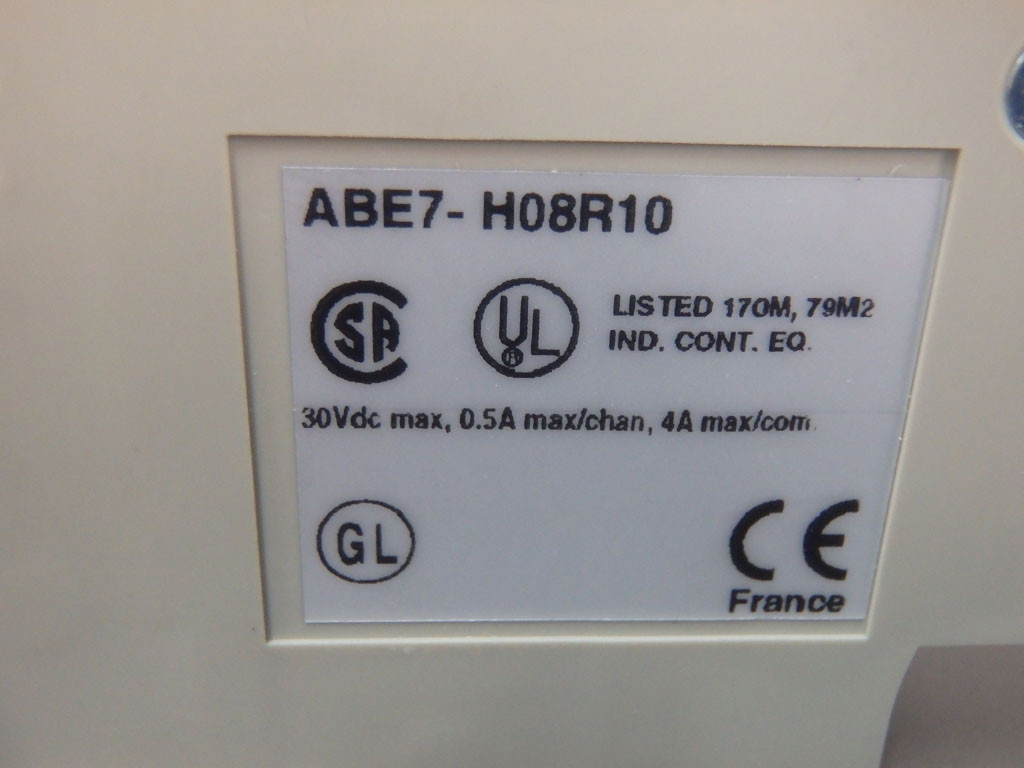 ABE7- H08R10
CSA
UL
LISTED 170M, 79M2
IND. CONT. EQ.
30Vdc max, 0.5A max/chan, 4A max/com.
GL
CE
France